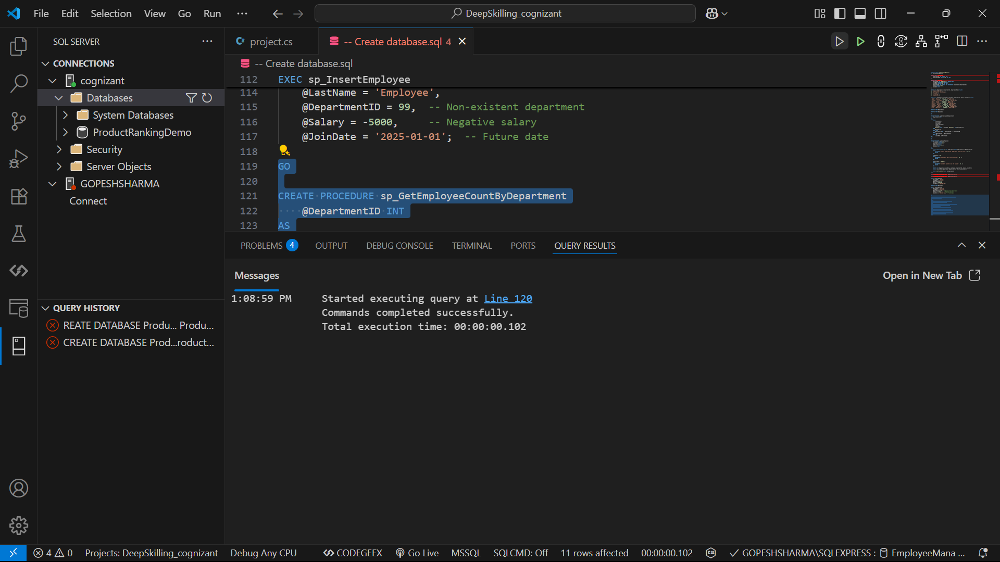 File Edit Selection View Go Run ··· DeepSkilling_cognizant
SQL SERVER ···
CONNECTIONS
cognizant
Databases
System Databases
ProductRankingDemo
Security
Server Objects
GOPESHSHARMA
Connect
QUERY HISTORY
REATE DATABASE Produ... Produ...
CREATE DATABASE Prod...roduct...
project.cs -- Create database.sql 4
-- Create database.sql
112 EXEC sp_InsertEmployee
114 @LastName = 'Employee',
115 @DepartmentID = 99, -- Non-existent department
116 @Salary = -5000, -- Negative salary
117 @JoinDate = '2025-01-01'; -- Future date
118
119 GO
120
121 CREATE PROCEDURE sp_GetEmployeeCountByDepartment
122 @DepartmentID INT
123 AS
PROBLEMS 4 OUTPUT DEBUG CONSOLE TERMINAL PORTS QUERY RESULTS
Messages Open in New Tab
1:08:59 PM Started executing query at Line 120
Commands completed successfully.
Total execution time: 00:00:00.102
4 0 Projects: DeepSkilling_cognizant Debug Any CPU CODEGEEX Go Live MSSQL SQLCMD: Off 11 rows affected 00:00:00.102 GOPESHSHARMA\SQLEXPRESS : EmployeeMana ...